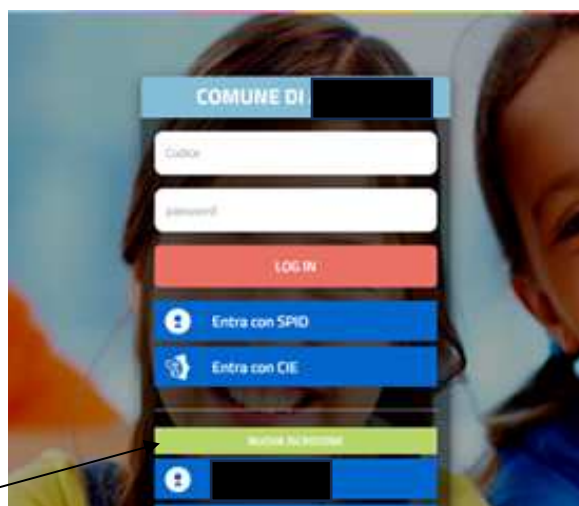 COMUNE DI
Codice
password
LOG IN
Entra con SPID
Entra con CIE
NUOVA ISCRIZIONE